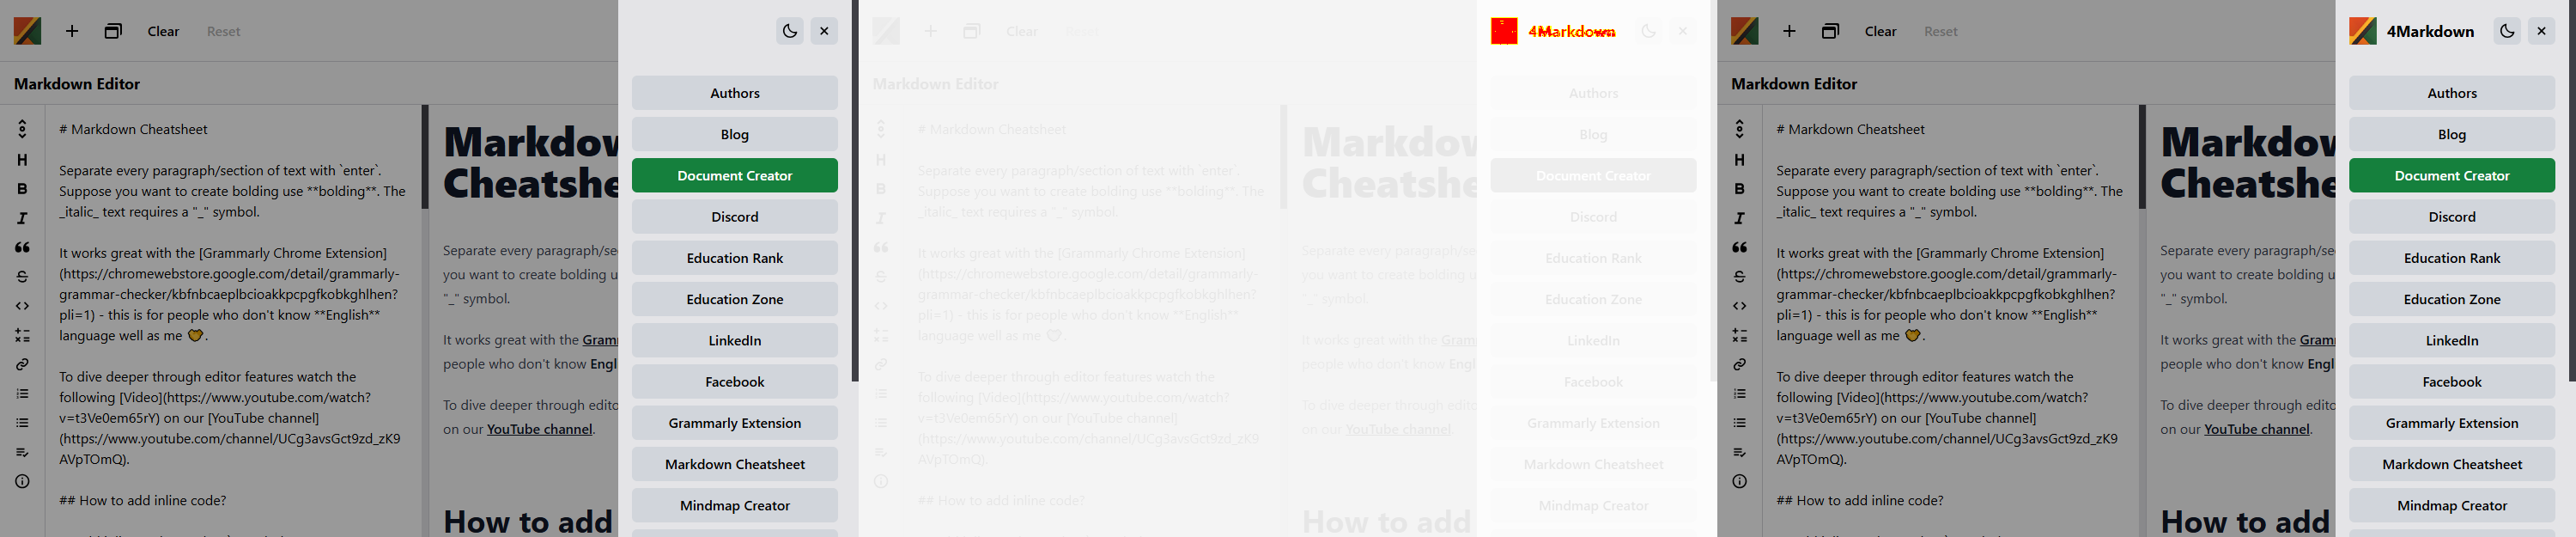 Clear Reset
Markdown Editor
# Markdown Cheatsheet
Separate every paragraph/section of text with `enter`.
Suppose you want to create bolding use **bolding**. The
_italic_ text requires a "_" symbol.
It works great with the [Grammarly Chrome Extension]
(https://chromewebstore.google.com/detail/grammarly-
grammar-checker/kbfnbcaeplbcioakkpcpgfkobkghlhen?
pli=1) - this is for people who don't know **English**
language well as me 
To dive deeper through editor features watch the
following [Video](https://www.youtube.com/watch?
v=t3Ve0em65rY) on our [YouTube channel]
(https://www.youtube.com/channel/UCg3avsGct9zd_zK9
AVpTOmQ).
## How to add inline code?
Markdow
Cheatshe
Separate every paragraph/se
you want to create bolding u
"_" symbol.
It works great with the Gram
people who don't know Engl
To dive deeper through edito
on our YouTube channel.
How to add
Authors
Blog
Document Creator
Discord
Education Rank
Education Zone
LinkedIn
Facebook
Grammarly Extension
Markdown Cheatsheet
Mindmap Creator
Clear Reset
Markdown Editor
# Markdown Cheatsheet
Separate every paragraph/section of text with `enter`.
Suppose you want to create bolding use **bolding**. The
_italic_ text requires a "_" symbol.
It works great with the [Grammarly Chrome Extension]
(https://chromewebstore.google.com/detail/grammarly-
grammar-checker/kbfnbcaeplbcioakkpcpgfkobkghlhen?
pli=1) - this is for people who don't know **English**
language well as me
To dive deeper through editor features watch the
following [Video](https://www.youtube.com/watch?
v=t3Ve0em65rY) on our [YouTube channel]
(https://www.youtube.com/channel/UCg3avsGct9zd_zK9
AVpTOmQ).
## How to add inline code?
Markdow
Cheatshe
Separate every paragraph/se
you want to create bolding u
"_" symbol.
It works great with the Gram
people who don't know Engl
To dive deeper through edito
on our YouTube channel.
How to add
4Markdown
Authors
Blog
Document Creator
Discord
Education Rank
Education Zone
LinkedIn
Facebook
Grammarly Extension
Markdown Cheatsheet
Mindmap Creator
Clear Reset
Markdown Editor
# Markdown Cheatsheet
Separate every paragraph/section of text with `enter`.
Suppose you want to create bolding use **bolding**. The
_italic_ text requires a "_" symbol.
It works great with the [Grammarly Chrome Extension]
(https://chromewebstore.google.com/detail/grammarly-
grammar-checker/kbfnbcaeplbcioakkpcpgfkobkghlhen?
pli=1) - this is for people who don't know **English**
language well as me 
To dive deeper through editor features watch the
following [Video](https://www.youtube.com/watch?
v=t3Ve0em65rY) on our [YouTube channel]
(https://www.youtube.com/channel/UCg3avsGct9zd_zK9
AVpTOmQ).
## How to add inline code?
Markdow
Cheatshe
Separate every paragraph/se
you want to create bolding u
"_" symbol.
It works great with the Gram
people who don't know Engl
To dive deeper through edito
on our YouTube channel.
How to add
4Markdown
Authors
Blog
Document Creator
Discord
Education Rank
Education Zone
LinkedIn
Facebook
Grammarly Extension
Markdown Cheatsheet
Mindmap Creator